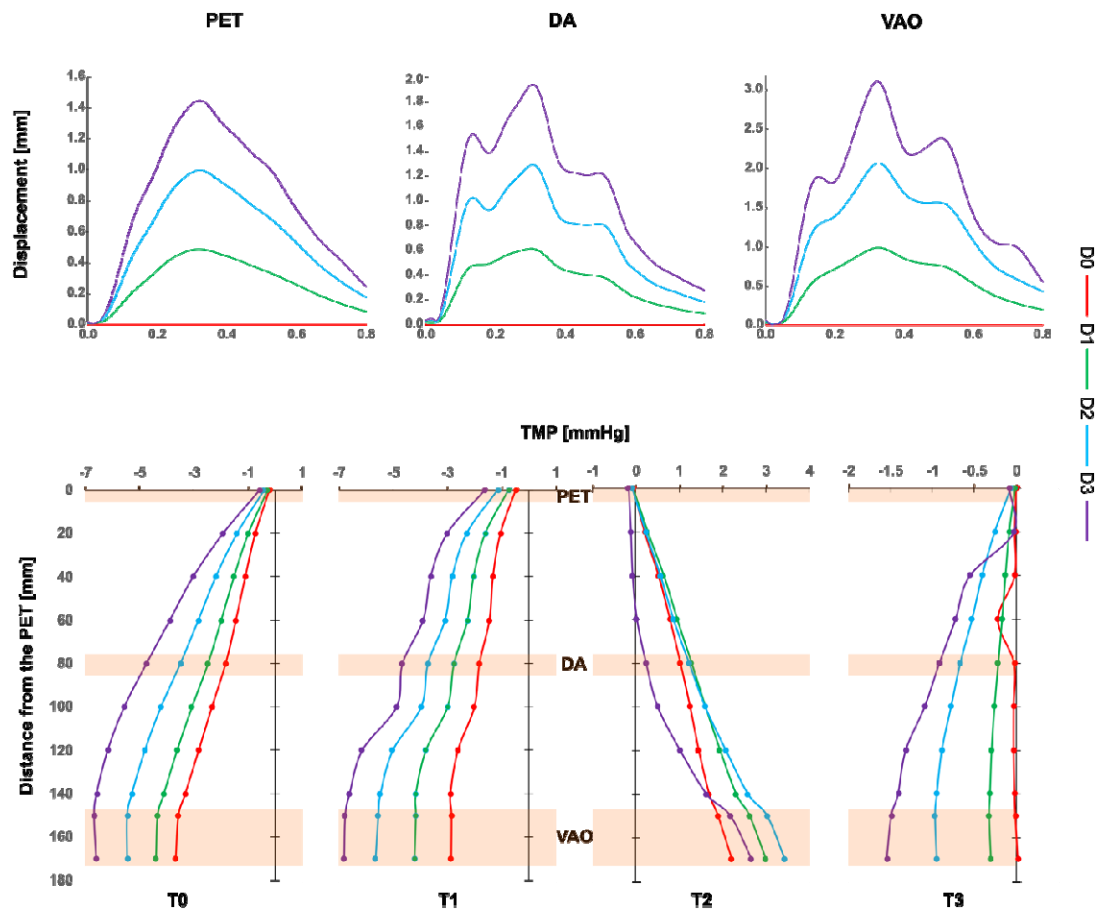 PET DA VAO
Displacement [mm]
1.6
1.4
1.2
1.0
0.8
0.6
0.4
0.2
0.0
0.0 0.2 0.4 0.6 0.8
2.0
1.8
1.6
1.4
1.2
1.0
0.8
0.6
0.4
0.2
0.0
0.0 0.2 0.4 0.6 0.8
3.0
2.5
2.0
1.5
1.0
0.5
0.0
0.0 0.2 0.4 0.6 0.8
D0
D1
D2
D3
TMP [mmHg]
-7 -5 -3 -1 1
-7 -5 -3 -1 1
-1 0 1 2 3 4
-2 -1.5 -1 -0.5 0
Distance from the PET [mm]
0
20
40
60
80
100
120
140
160
180
PET
DA
VAO
T0 T1 T2 T3